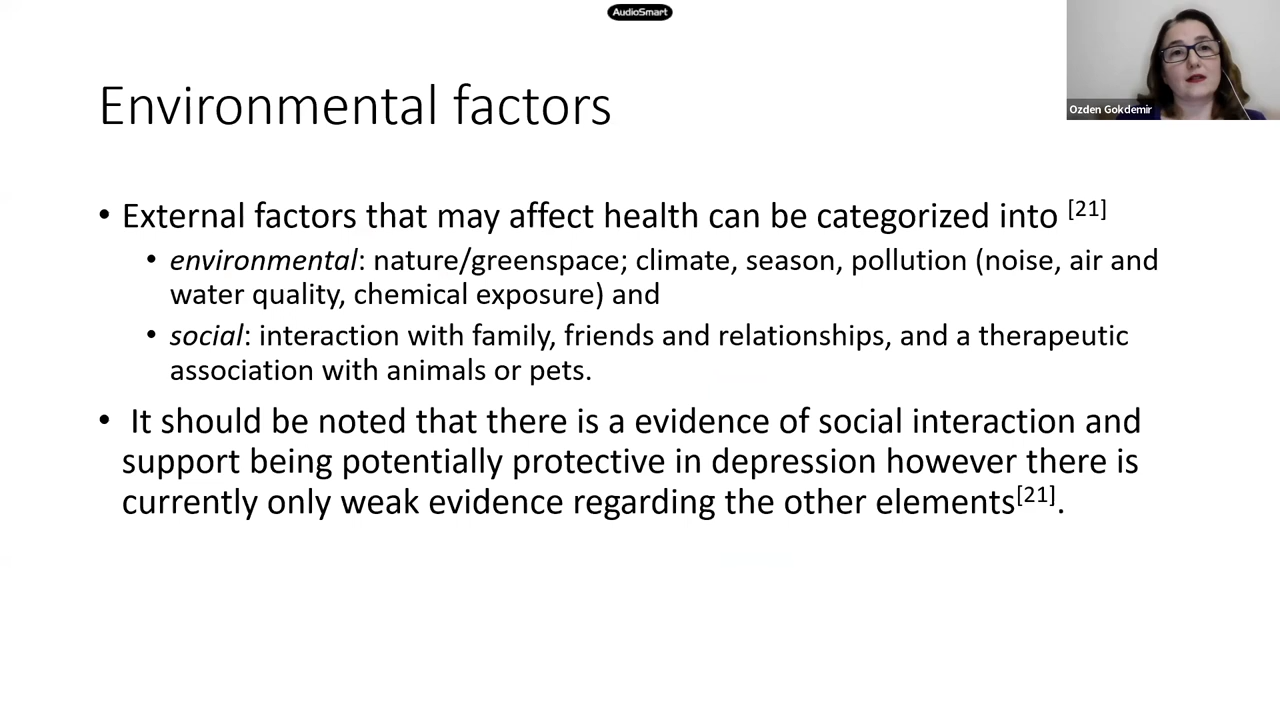 AudioSmart
Ozden Gokdemir
Environmental factors
• External factors that may affect health can be categorized into [21]
• environmental: nature/greenspace; climate, season, pollution (noise, air and
water quality, chemical exposure) and
• social: interaction with family, friends and relationships, and a therapeutic
association with animals or pets.
• It should be noted that there is a evidence of social interaction and
support being potentially protective in depression however there is
currently only weak evidence regarding the other elements[21].